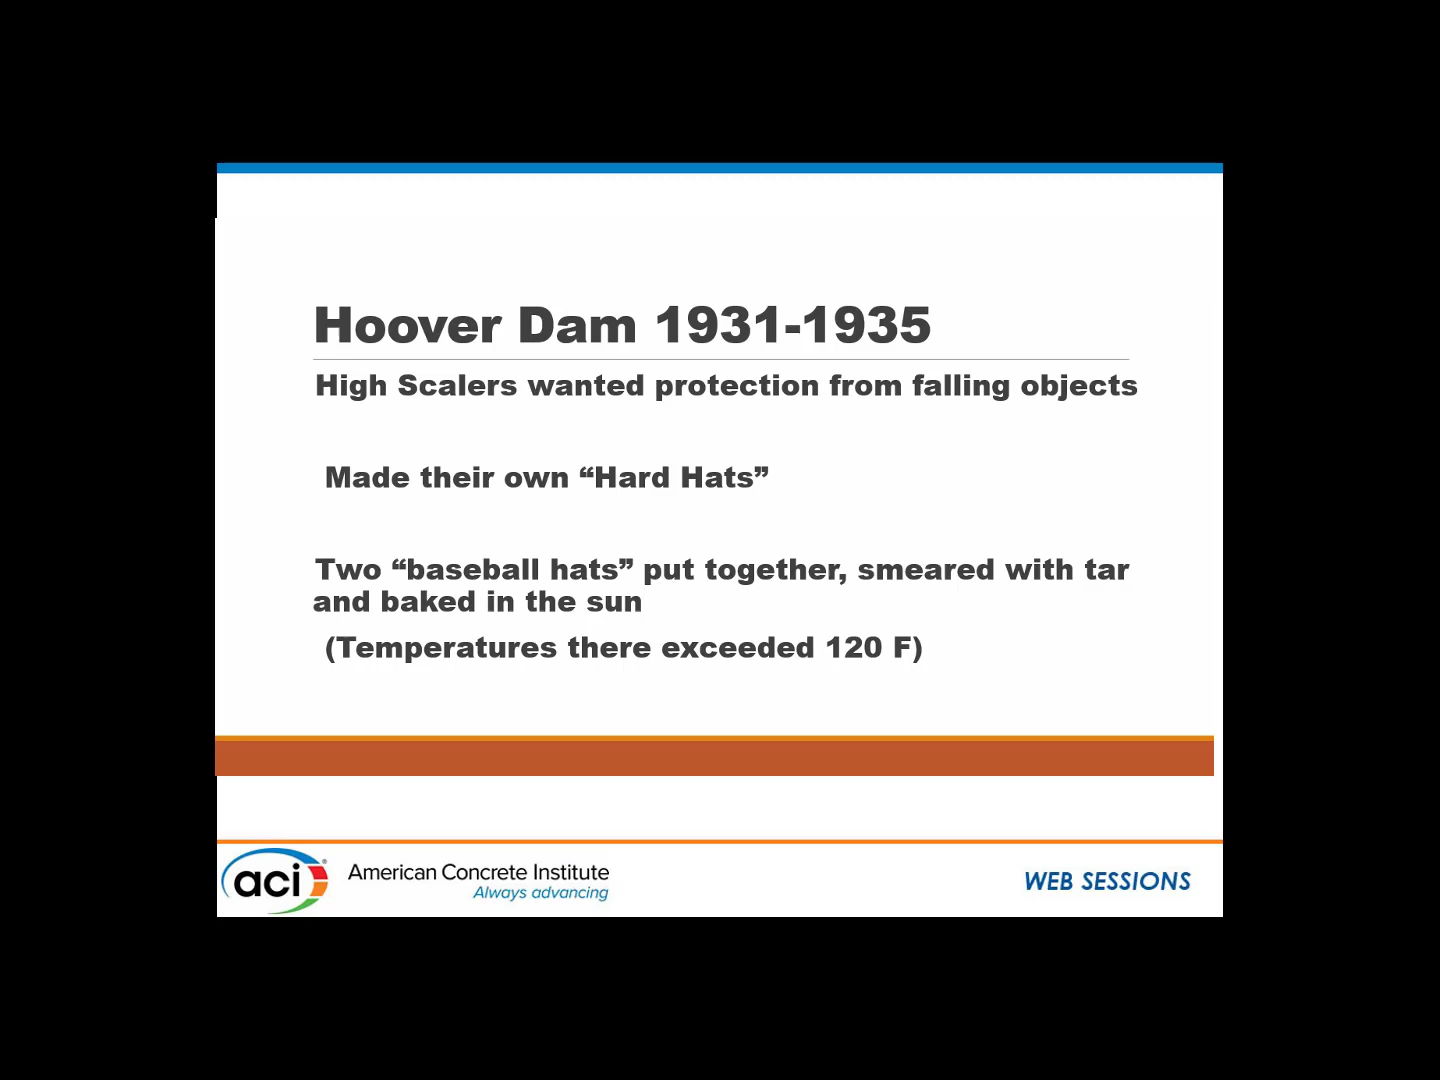 Hoover Dam 1931-1935
High Scalers wanted protection from falling objects
Made their own “Hard Hats”
Two “baseball hats” put together, smeared with tar
and baked in the sun
(Temperatures there exceeded 120 F)
aci®
American Concrete Institute
Always advancing
WEB SESSIONS